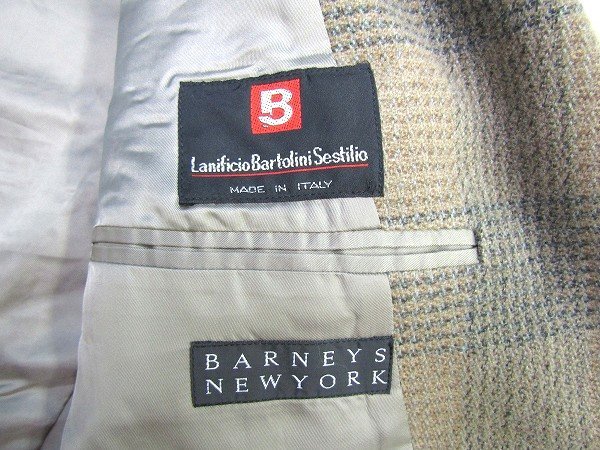 B
Lanificio Bartolini Sestilio
MADE IN ITALY
BARNEYS
NEWYORK